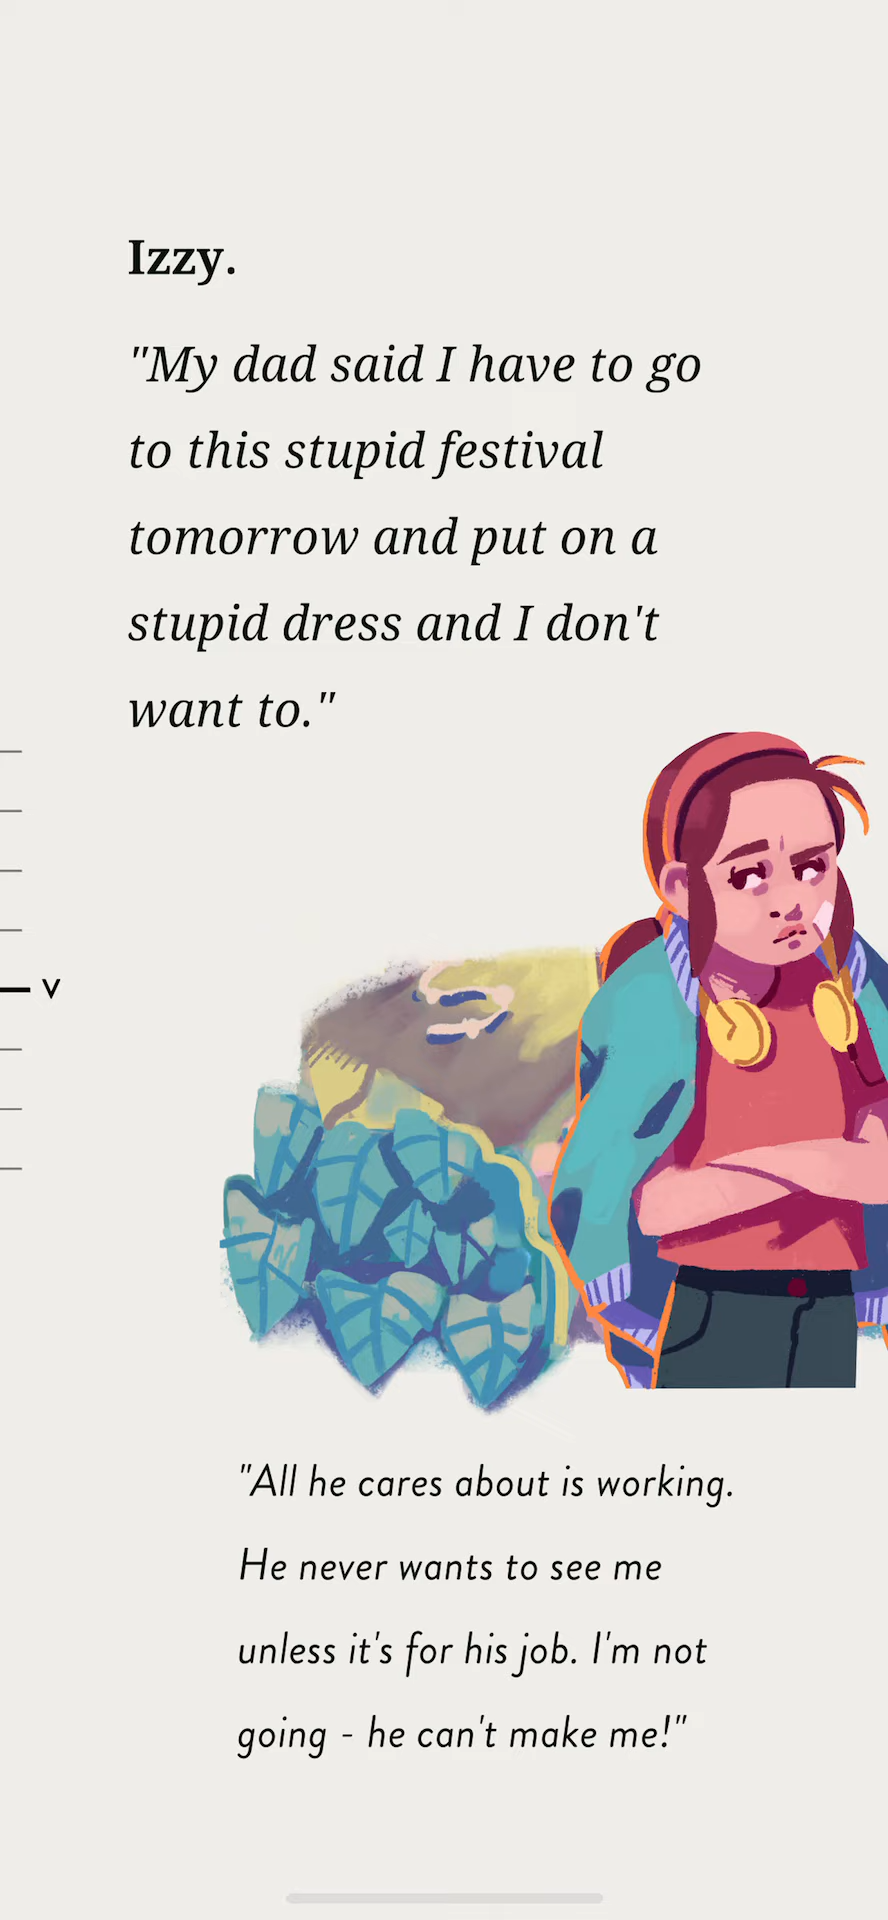 Izzy.
"My dad said I have to go
to this stupid festival
tomorrow and put on a
stupid dress and I don't
want to."
"All he cares about is working.
He never wants to see me
unless it's for his job. I'm not
going - he can't make me!"